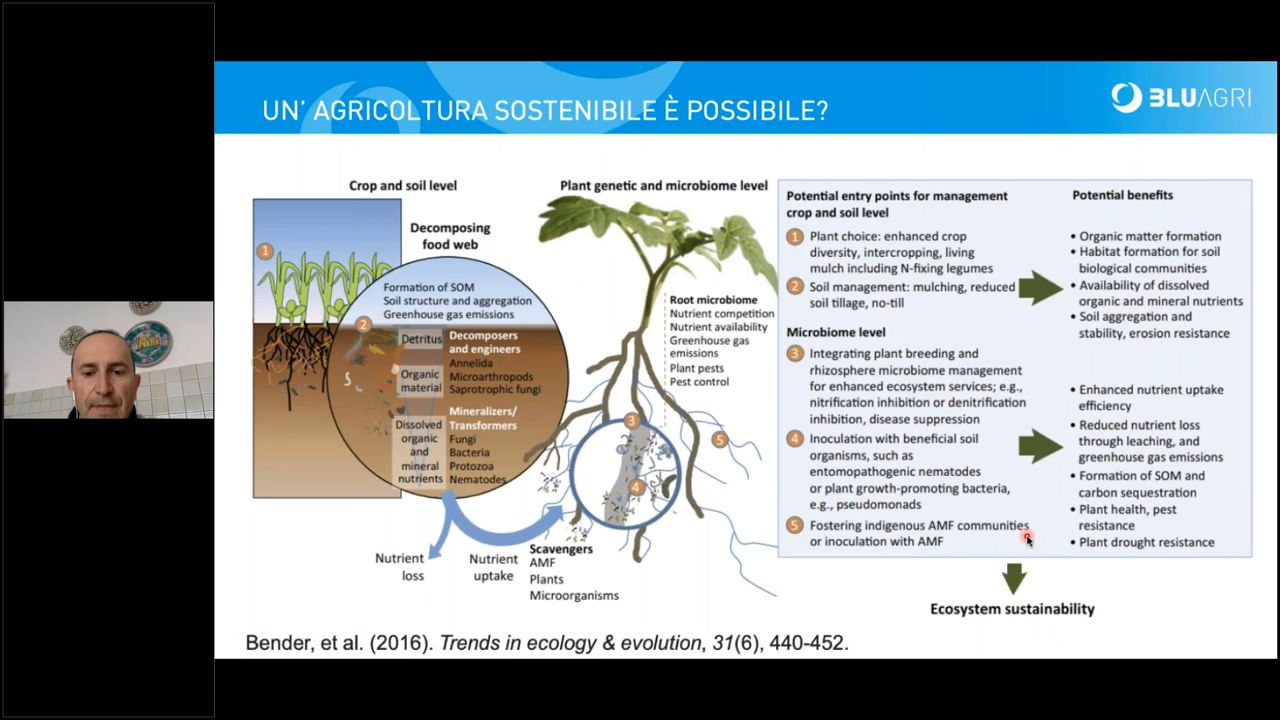 UN' AGRICOLTURA SOSTENIBILE È POSSIBILE?
BLUAGRI
Crop and soil level
Plant genetic and microbiome level
1
Decomposing
food web
Formation of SOM
Soil structure and aggregation
Greenhouse gas emissions
2
Detritus
Organic
material
Dissolved
organic
and
mineral
nutrients
Decomposers
and engineers
Annelida
Microarthropods
Saprotrophic fungi
Mineralizers/
Transformers
Fungi
Bacteria
Protozoa
Nematodes
Nutrient
loss
Nutrient
uptake
Scavengers
AMF
Plants
Microorganisms
Root microbiome
Nutrient competition
Nutrient availability
Greenhouse gas
emissions
Plant pests
Pest control
3
4
5
Potential entry points for management
crop and soil level
1 Plant choice: enhanced crop
diversity, intercropping, living
mulch including N-fixing legumes
2 Soil management: mulching, reduced
soil tillage, no-till
Microbiome level
3 Integrating plant breeding and
rhizosphere microbiome management
for enhanced ecosystem services; e.g.,
nitrification inhibition or denitrification
inhibition, disease suppression
4 Inoculation with beneficial soil
organisms, such as
entomopathogenic nematodes
or plant growth-promoting bacteria,
e.g., pseudomonads
5 Fostering indigenous AMF communities
or inoculation with AMF
Potential benefits
• Organic matter formation
• Habitat formation for soil
biological communities
• Availability of dissolved
organic and mineral nutrients
• Soil aggregation and
stability, erosion resistance
• Enhanced nutrient uptake
efficiency
• Reduced nutrient loss
through leaching, and
greenhouse gas emissions
• Formation of SOM and
carbon sequestration
• Plant health, pest
resistance
• Plant drought resistance
Ecosystem sustainability
Bender, et al. (2016). Trends in ecology & evolution, 31(6), 440-452.